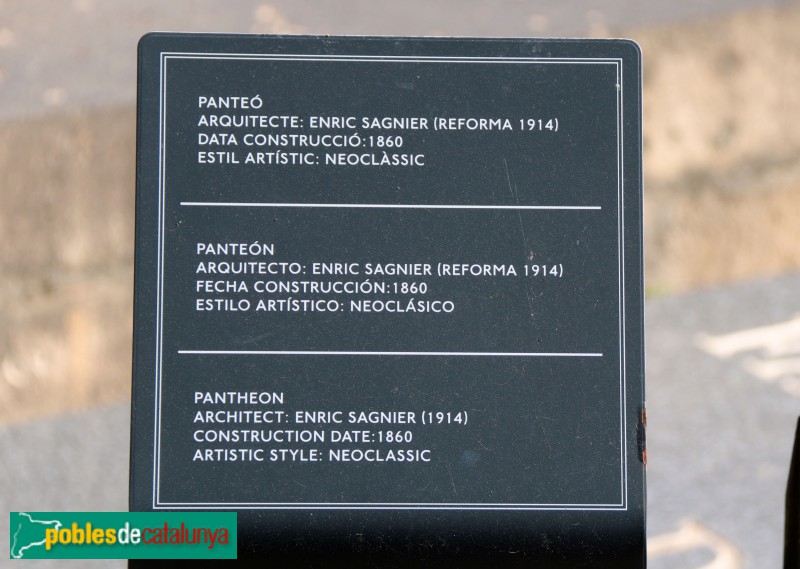 PANTEÓ
ARQUITECTE: ENRIC SAGNIER (REFORMA 1914)
DATA CONSTRUCCIÓ:1860
ESTIL ARTÍSTIC: NEOCLÀSSIC
PANTEÓN
ARQUITECTO: ENRIC SAGNIER (REFORMA 1914)
FECHA CONSTRUCCIÓN:1860
ESTILO ARTÍSTICO: NEOCLÁSICO
PANTHEON
ARCHITECT: ENRIC SAGNIER (1914)
CONSTRUCTION DATE:1860
ARTISTIC STYLE: NEOCLASSIC
poblesdecatalunya